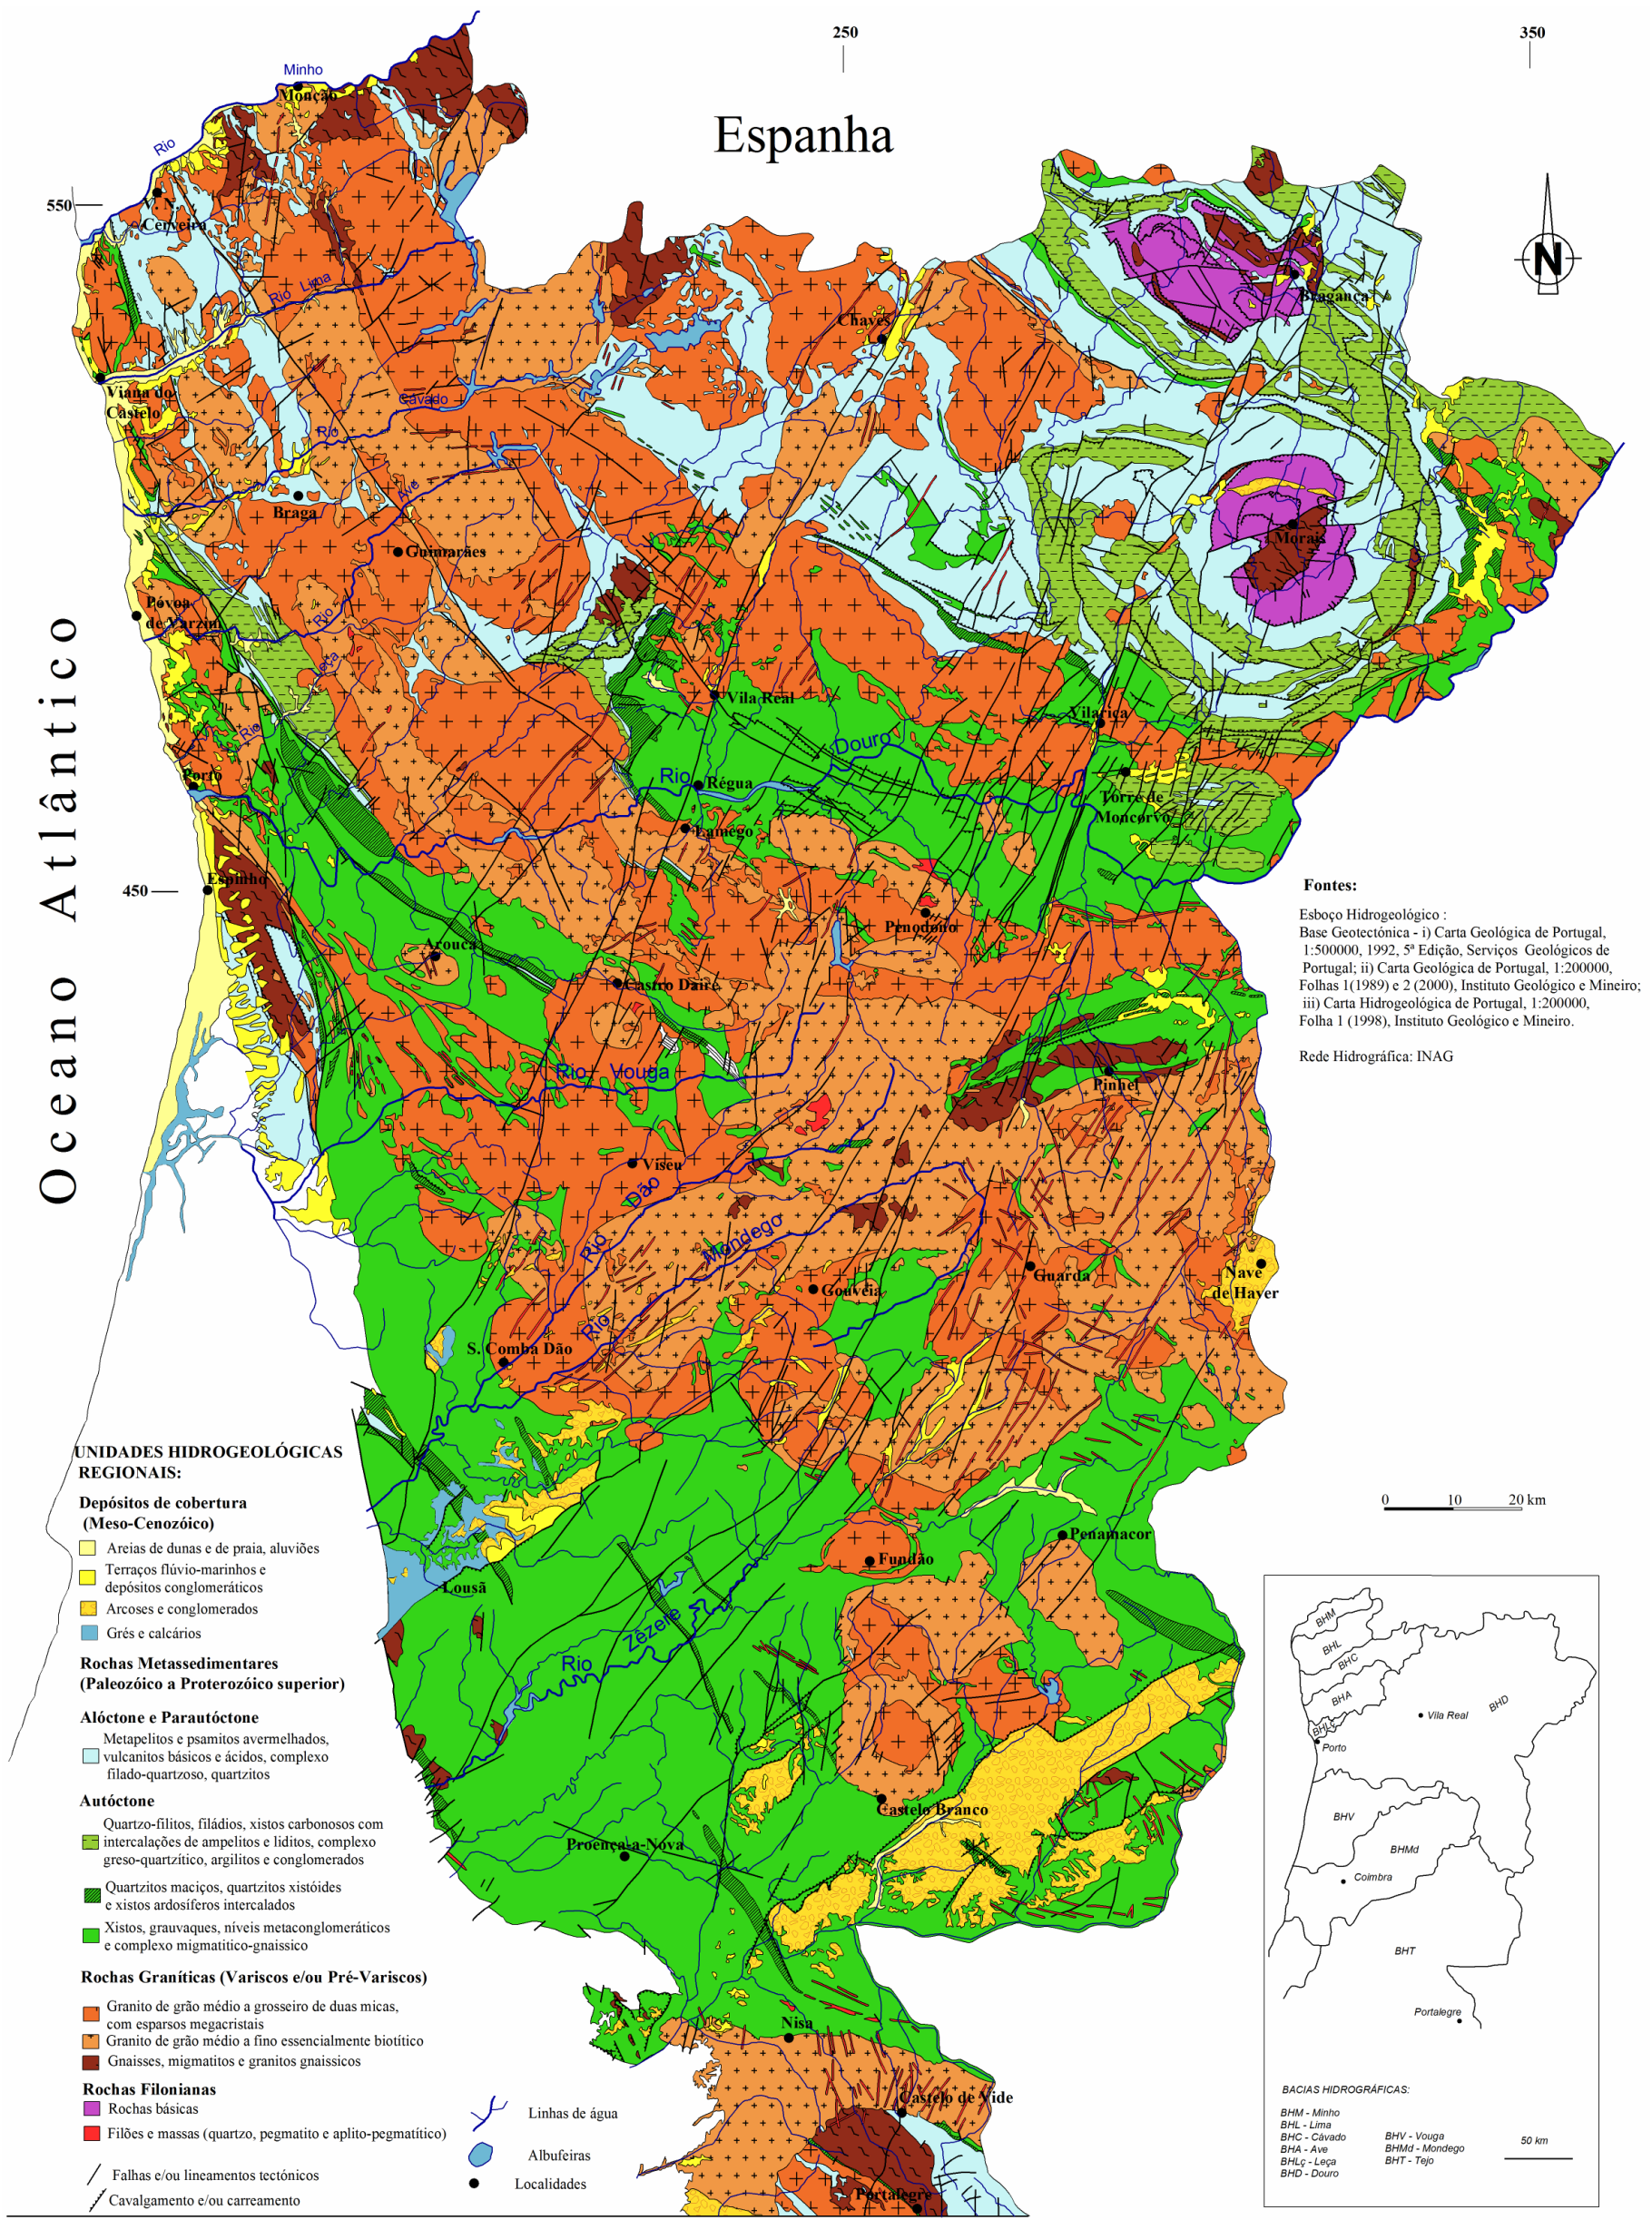 250
350
Espanha
Minho
Monção
Rio
550
V. N.
Cerveira
N
Rio Lima
Bragança
Chaves
Viana do
Castelo
Cávado
Rio
Ave
Braga
Guimarães
Morais
Póvoa
de Varzim
Rio
Leça
Rio
Oceano Atlântico
Vila Real
Vilariça
Douro
Porto
Rio
Régua
Torre de
Moncorvo
Lamego
450
Espinho
Penodono
Arouca
Castro Daire
Rio Vouga
Pinhel
Viseu
Rio Dão
Rio Mondego
Guarda
Gouveia
Nave
de Haver
S. Comba Dão
Penamacor
Fundão
Lousã
Rio Zêzere
Castelo Branco
Proença-a-Nova
Nisa
Castelo de Vide
Portalegre
Fontes:
Esboço Hidrogeológico :
Base Geotectónica - i) Carta Geológica de Portugal,
1:500000, 1992, 5ª Edição, Serviços Geológicos de
Portugal; ii) Carta Geológica de Portugal, 1:200000,
Folhas 1(1989) e 2 (2000), Instituto Geológico e Mineiro;
iii) Carta Hidrogeológica de Portugal, 1:200000,
Folha 1 (1998), Instituto Geológico e Mineiro.
Rede Hidrográfica: INAG
0 10 20 km
UNIDADES HIDROGEOLÓGICAS
REGIONAIS:
Depósitos de cobertura
(Meso-Cenozóico)
Areias de dunas e de praia, aluviões
Terraços flúvio-marinhos e
depósitos conglomeráticos
Arcoses e conglomerados
Grés e calcários
Rochas Metassedimentares
(Paleozóico a Proterozóico superior)
Alóctone e Parautóctone
Metapelitos e psamitos avermelhados,
vulcanitos básicos e ácidos, complexo
filado-quartzoso, quartzitos
Autóctone
Quartzo-filitos, filádios, xistos carbonosos com
intercalações de ampelitos e liditos, complexo
greso-quartzítico, argilitos e conglomerados
Quartzitos maciços, quartzitos xistóides
e xistos ardosíferos intercalados
Xistos, grauvaques, níveis metaconglomeráticos
e complexo migmatitico-gnaissico
Rochas Graníticas (Variscos e/ou Pré-Variscos)
Granito de grão médio a grosseiro de duas micas,
com esparsos megacristais
Granito de grão médio a fino essencialmente biotítico
Gnaisses, migmatitos e granitos gnaissicos
Rochas Filonianas
Rochas básicas
Filões e massas (quartzo, pegmatito e aplito-pegmatítico)
Falhas e/ou lineamentos tectónicos
Cavalgamento e/ou carreamento
Linhas de água
Albufeiras
Localidades
BHM
BHL
BHC
BHA
BHLç
BHD
Vila Real
Porto
BHV
BHMd
Coimbra
BHT
Portalegre
BACIAS HIDROGRÁFICAS:
BHM - Minho
BHL - Lima
BHC - Cávado
BHA - Ave
BHLç - Leça
BHD - Douro
BHV - Vouga
BHMd - Mondego
BHT - Tejo
50 km